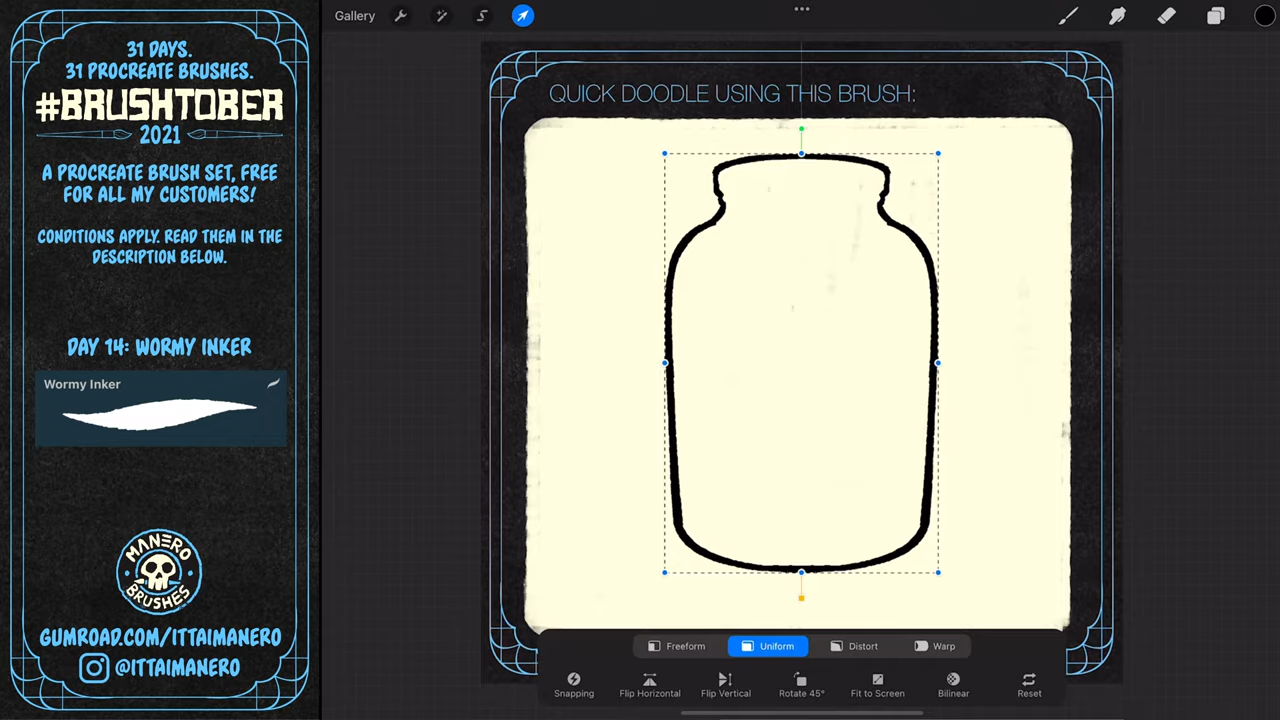 31 DAYS.
31 PROCREATE BRUSHES.
#BRUSHTOBER
2021
A PROCREATE BRUSH SET, FREE
FOR ALL MY CUSTOMERS!
CONDITIONS APPLY. READ THEM IN THE
DESCRIPTION BELOW.
DAY 14: WORMY INKER
Wormy Inker
MANERO
BRUSHES
GUMROAD.COM/ITTAIMANERO
@ITTAIMANERO
Gallery
QUICK DOODLE USING THIS BRUSH:
Freeform Uniform Distort Warp
Snapping Flip Horizontal Flip Vertical Rotate 45° Fit to Screen Bilinear Reset